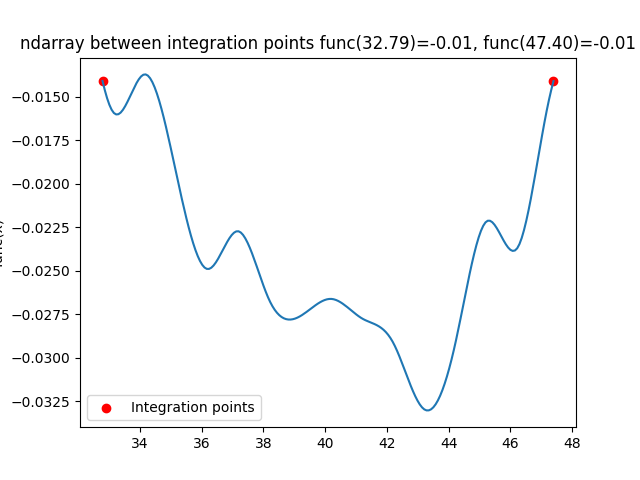 ndarray between integration points func(32.79)=-0.01, func(47.40)=-0.01
−0.0150
−0.0175
−0.0200
−0.0225
−0.0250
−0.0275
−0.0300
−0.0325
Integration points
34 36 38 40 42 44 46 48